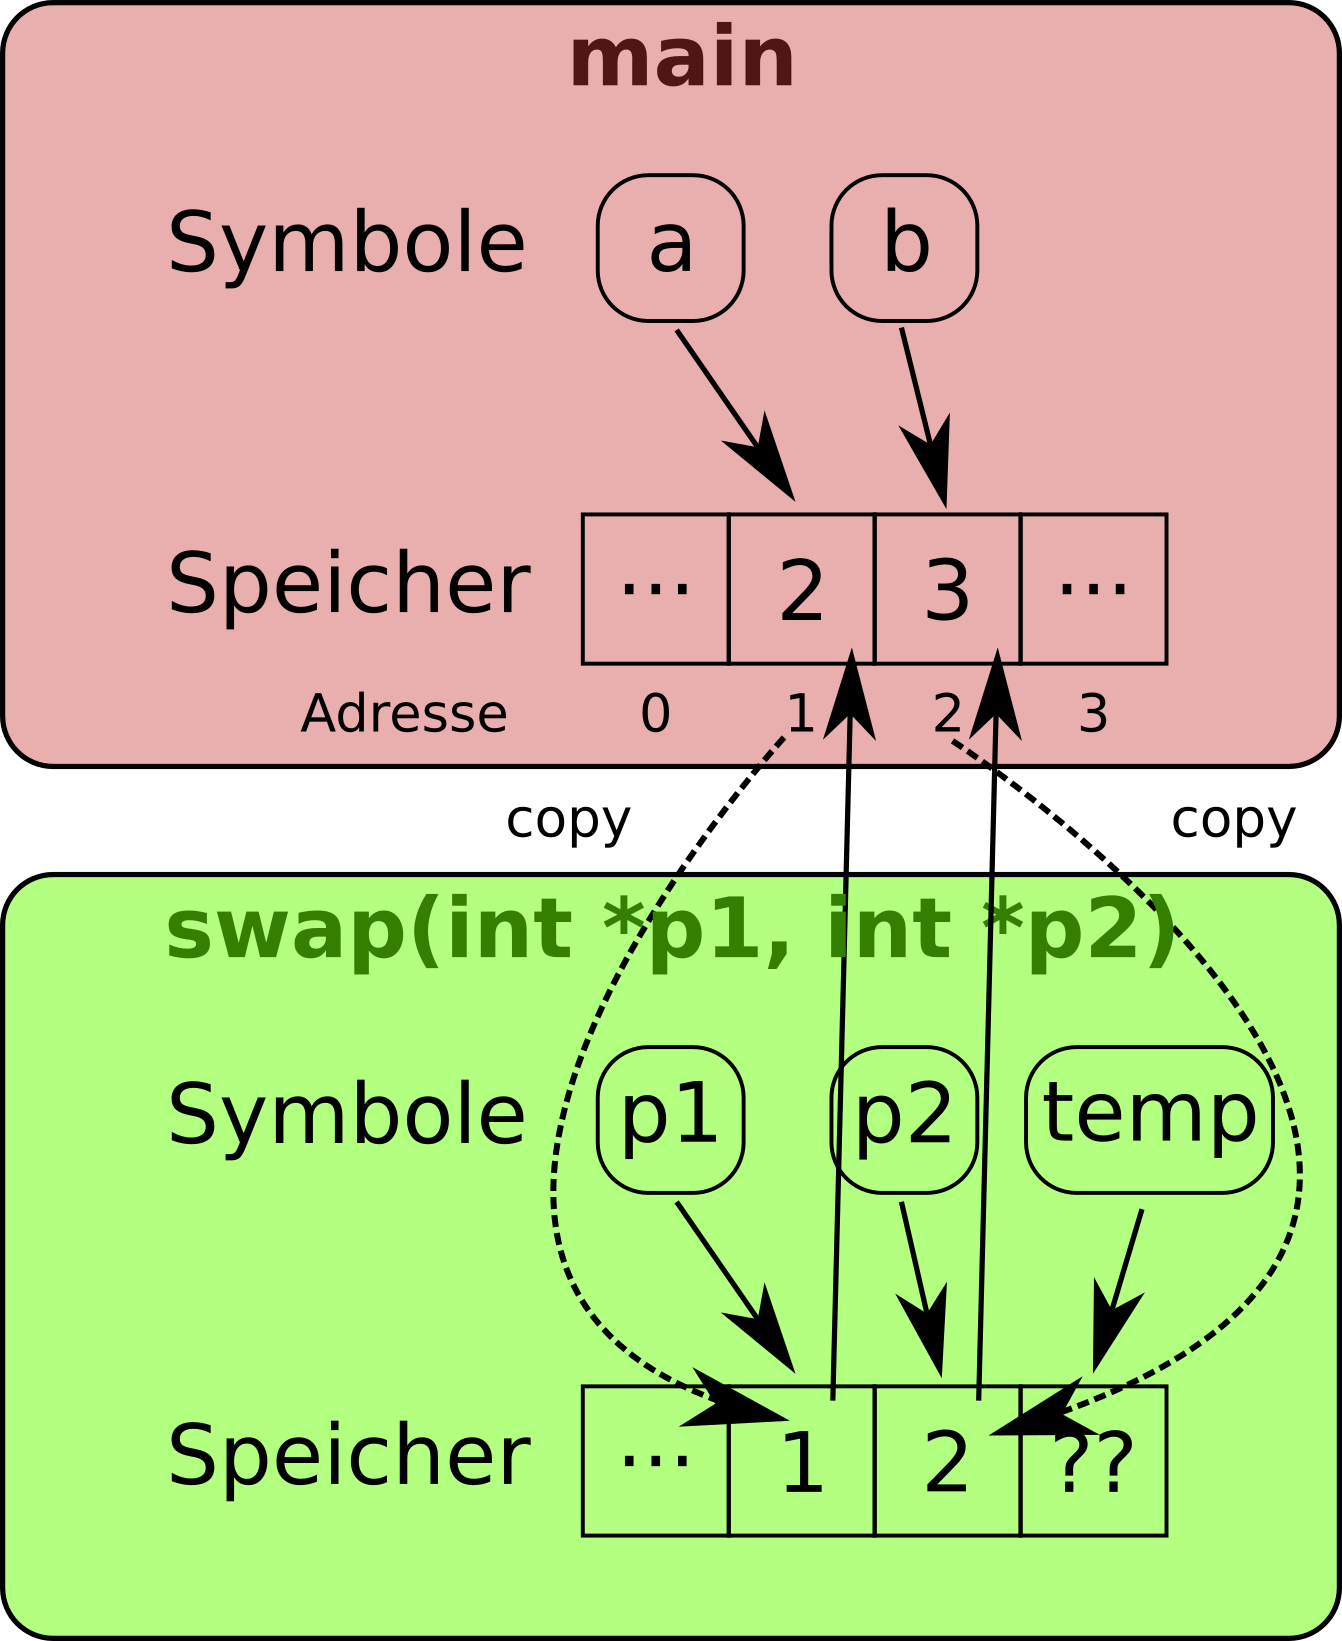 main
Symbole a b
Speicher ... 2 3 ...
Adresse 0 1 2 3
copy copy
swap(int *p1, int *p2)
Symbole p1 p2 temp
Speicher ... 1 2 ??